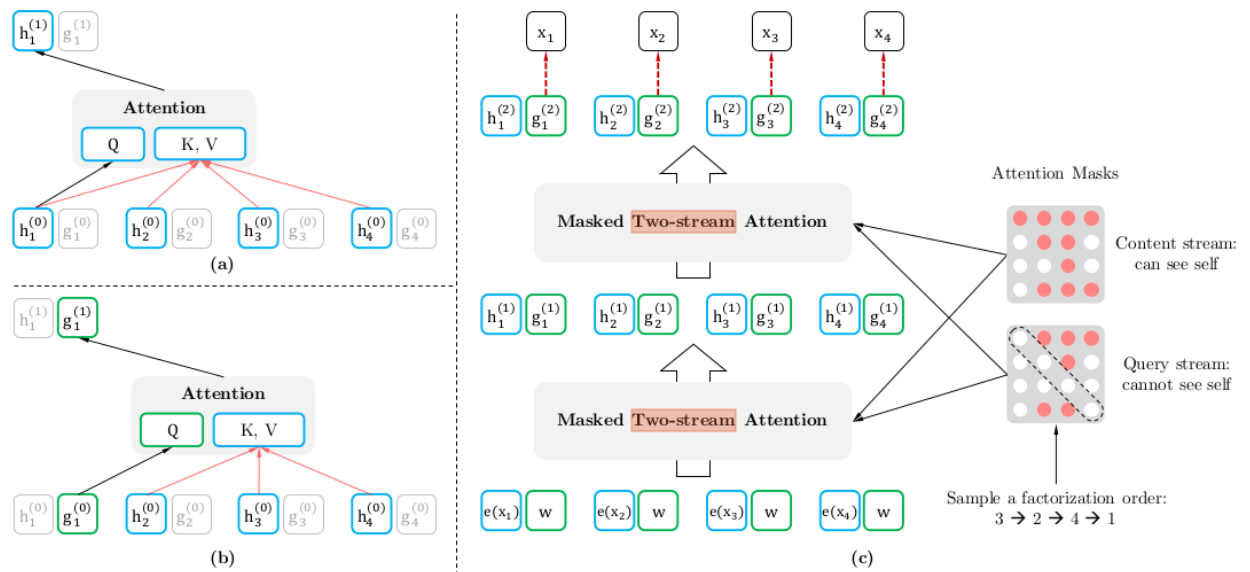 h₁⁽¹⁾ g₁⁽¹⁾
Attention
Q K, V
h₁⁽⁰⁾ g₁⁽⁰⁾ h₂⁽⁰⁾ g₂⁽⁰⁾ h₃⁽⁰⁾ g₃⁽⁰⁾ h₄⁽⁰⁾ g₄⁽⁰⁾
(a)
h₁⁽¹⁾ g₁⁽¹⁾
Attention
Q K, V
h₁⁽⁰⁾ g₁⁽⁰⁾ h₂⁽⁰⁾ g₂⁽⁰⁾ h₃⁽⁰⁾ g₃⁽⁰⁾ h₄⁽⁰⁾ g₄⁽⁰⁾
(b)
x₁ x₂ x₃ x₄
h₁⁽²⁾ g₁⁽²⁾ h₂⁽²⁾ g₂⁽²⁾ h₃⁽²⁾ g₃⁽²⁾ h₄⁽²⁾ g₄⁽²⁾
Masked Two-stream Attention
h₁⁽¹⁾ g₁⁽¹⁾ h₂⁽¹⁾ g₂⁽¹⁾ h₃⁽¹⁾ g₃⁽¹⁾ h₄⁽¹⁾ g₄⁽¹⁾
Masked Two-stream Attention
e(x₁) w e(x₂) w e(x₃) w e(x₄) w
(c)
Attention Masks
Content stream:
can see self
Query stream:
cannot see self
Sample a factorization order:
3 → 2 → 4 → 1